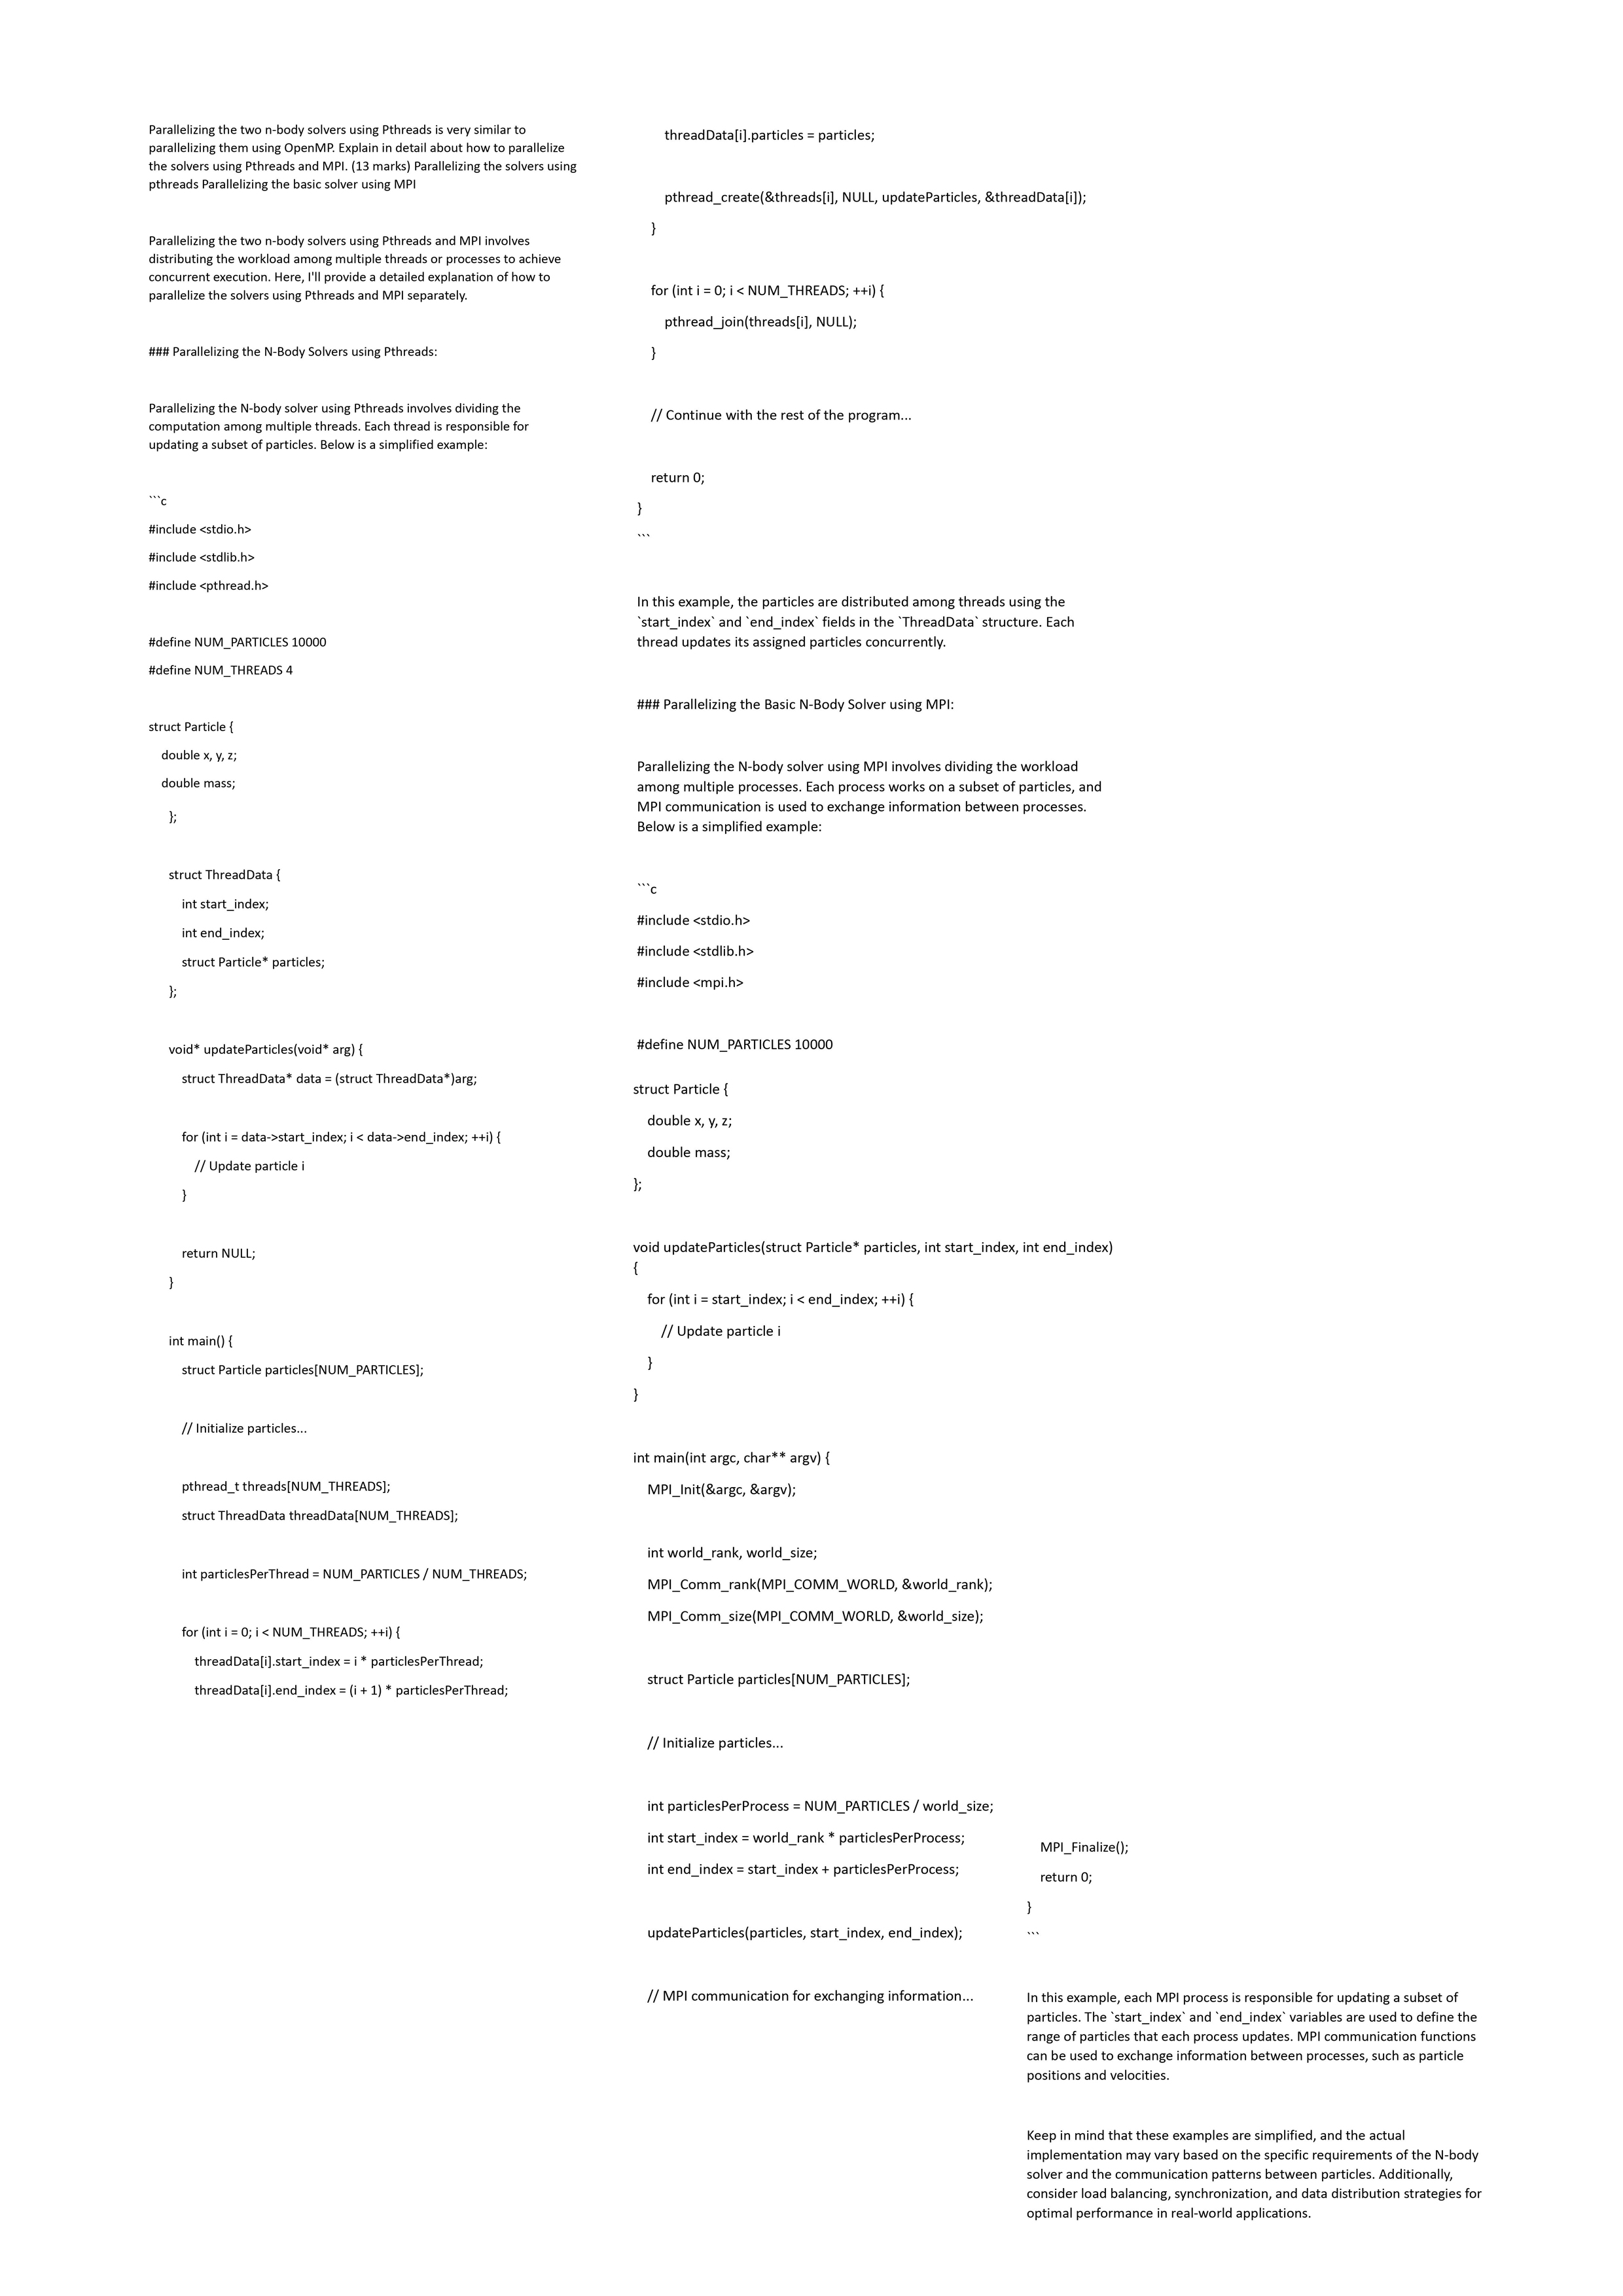 Parallelizing the two n-body solvers using Pthreads is very similar to
parallelizing them using OpenMP. Explain in detail about how to parallelize
the solvers using Pthreads and MPI. (13 marks) Parallelizing the solvers using
pthreads Parallelizing the basic solver using MPI
Parallelizing the two n-body solvers using Pthreads and MPI involves
distributing the workload among multiple threads or processes to achieve
concurrent execution. Here, I'll provide a detailed explanation of how to
parallelize the solvers using Pthreads and MPI separately.
### Parallelizing the N-Body Solvers using Pthreads:
Parallelizing the N-body solver using Pthreads involves dividing the
computation among multiple threads. Each thread is responsible for
updating a subset of particles. Below is a simplified example:
```c
#include <stdio.h>
#include <stdlib.h>
#include <pthread.h>
#define NUM_PARTICLES 10000
#define NUM_THREADS 4
struct Particle {
double x, y, z;
double mass;
};
struct ThreadData {
int start_index;
int end_index;
struct Particle* particles;
};
void* updateParticles(void* arg) {
struct ThreadData* data = (struct ThreadData*)arg;
for (int i = data->start_index; i < data->end_index; ++i) {
// Update particle i
}
return NULL;
}
int main() {
struct Particle particles[NUM_PARTICLES];
// Initialize particles...
pthread_t threads[NUM_THREADS];
struct ThreadData threadData[NUM_THREADS];
int particlesPerThread = NUM_PARTICLES / NUM_THREADS;
for (int i = 0; i < NUM_THREADS; ++i) {
threadData[i].start_index = i * particlesPerThread;
threadData[i].end_index = (i + 1) * particlesPerThread;
threadData[i].particles = particles;
pthread_create(&threads[i], NULL, updateParticles, &threadData[i]);
}
for (int i = 0; i < NUM_THREADS; ++i) {
pthread_join(threads[i], NULL);
}
// Continue with the rest of the program...
return 0;
}
```
In this example, the particles are distributed among threads using the
`start_index` and `end_index` fields in the `ThreadData` structure. Each
thread updates its assigned particles concurrently.
### Parallelizing the Basic N-Body Solver using MPI:
Parallelizing the N-body solver using MPI involves dividing the workload
among multiple processes. Each process works on a subset of particles, and
MPI communication is used to exchange information between processes.
Below is a simplified example:
```c
#include <stdio.h>
#include <stdlib.h>
#include <mpi.h>
#define NUM_PARTICLES 10000
struct Particle {
double x, y, z;
double mass;
};
void updateParticles(struct Particle* particles, int start_index, int end_index)
{
for (int i = start_index; i < end_index; ++i) {
// Update particle i
}
}
int main(int argc, char** argv) {
MPI_Init(&argc, &argv);
int world_rank, world_size;
MPI_Comm_rank(MPI_COMM_WORLD, &world_rank);
MPI_Comm_size(MPI_COMM_WORLD, &world_size);
struct Particle particles[NUM_PARTICLES];
// Initialize particles...
int particlesPerProcess = NUM_PARTICLES / world_size;
int start_index = world_rank * particlesPerProcess;
int end_index = start_index + particlesPerProcess;
updateParticles(particles, start_index, end_index);
// MPI communication for exchanging information...
MPI_Finalize();
return 0;
}
```
In this example, each MPI process is responsible for updating a subset of
particles. The `start_index` and `end_index` variables are used to define the
range of particles that each process updates. MPI communication functions
can be used to exchange information between processes, such as particle
positions and velocities.
Keep in mind that these examples are simplified, and the actual
implementation may vary based on the specific requirements of the N-body
solver and the communication patterns between particles. Additionally,
consider load balancing, synchronization, and data distribution strategies for
optimal performance in real-world applications.